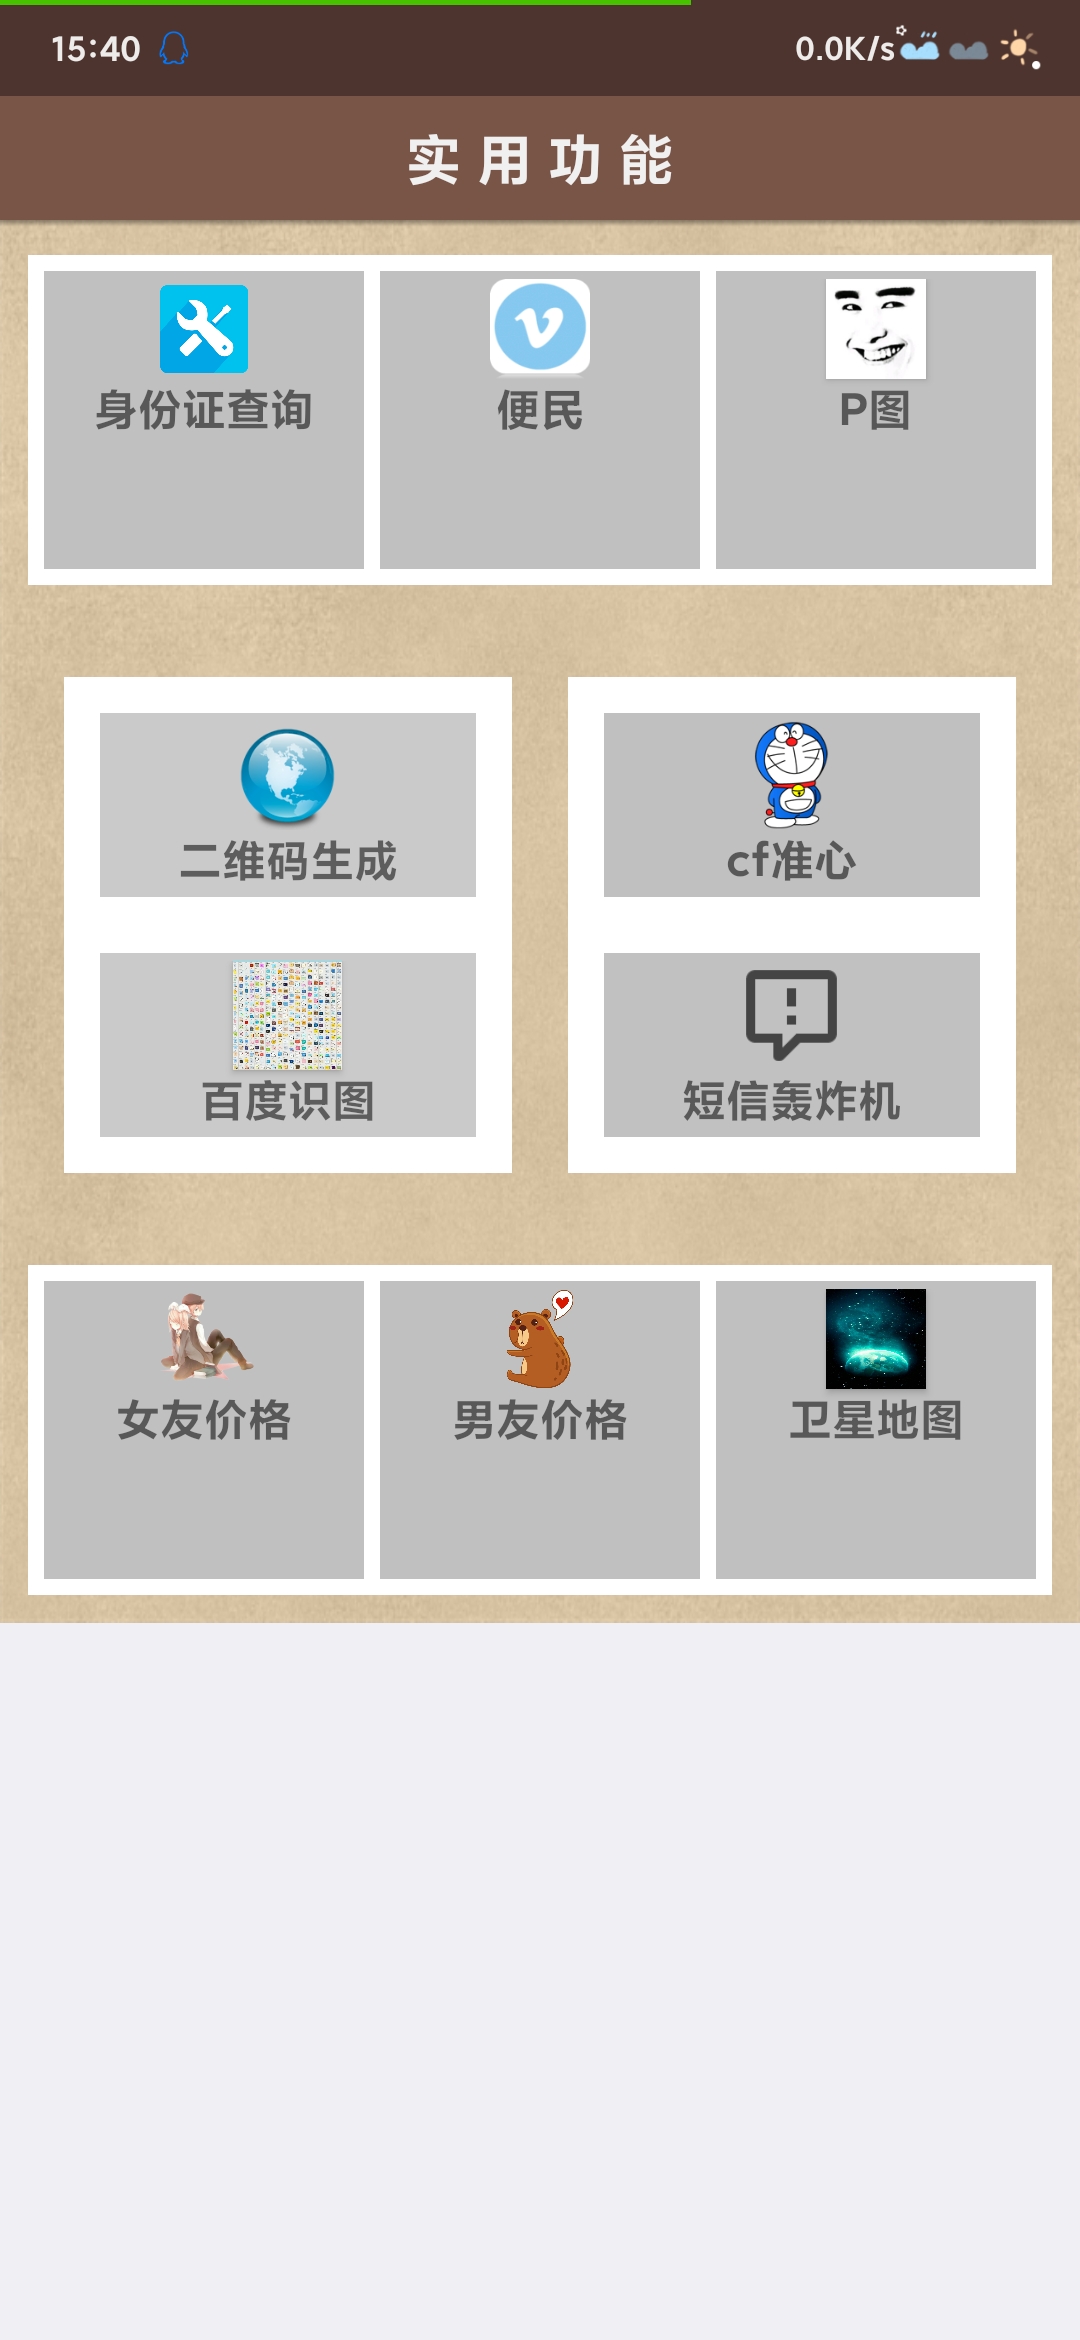 15:40 0.0K/s
实用功能
身份证查询 便民 P图
二维码生成 cf准心
百度识图 短信轰炸机
女友价格 男友价格 卫星地图